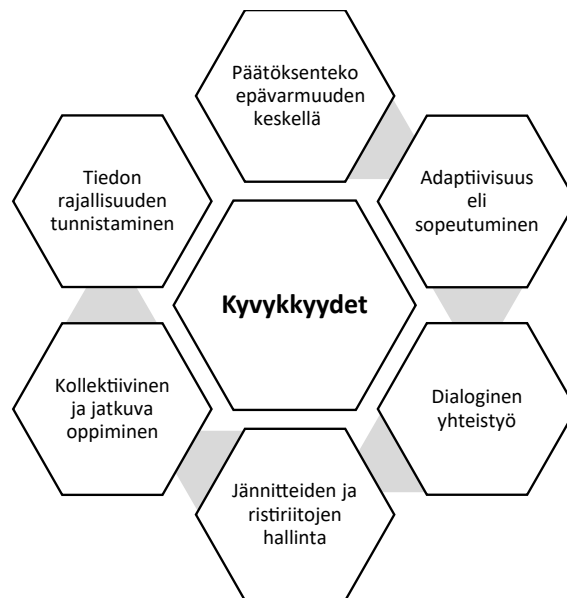 Päätöksenteko
epävarmuuden
keskellä
Adaptiivisuus
eli
sopeutuminen
Dialoginen
yhteistyö
Jännitteiden ja
ristiriitojen
hallinta
Kollektiivinen
ja jatkuva
oppiminen
Tiedon
rajallisuuden
tunnistaminen
Kyvykkyydet